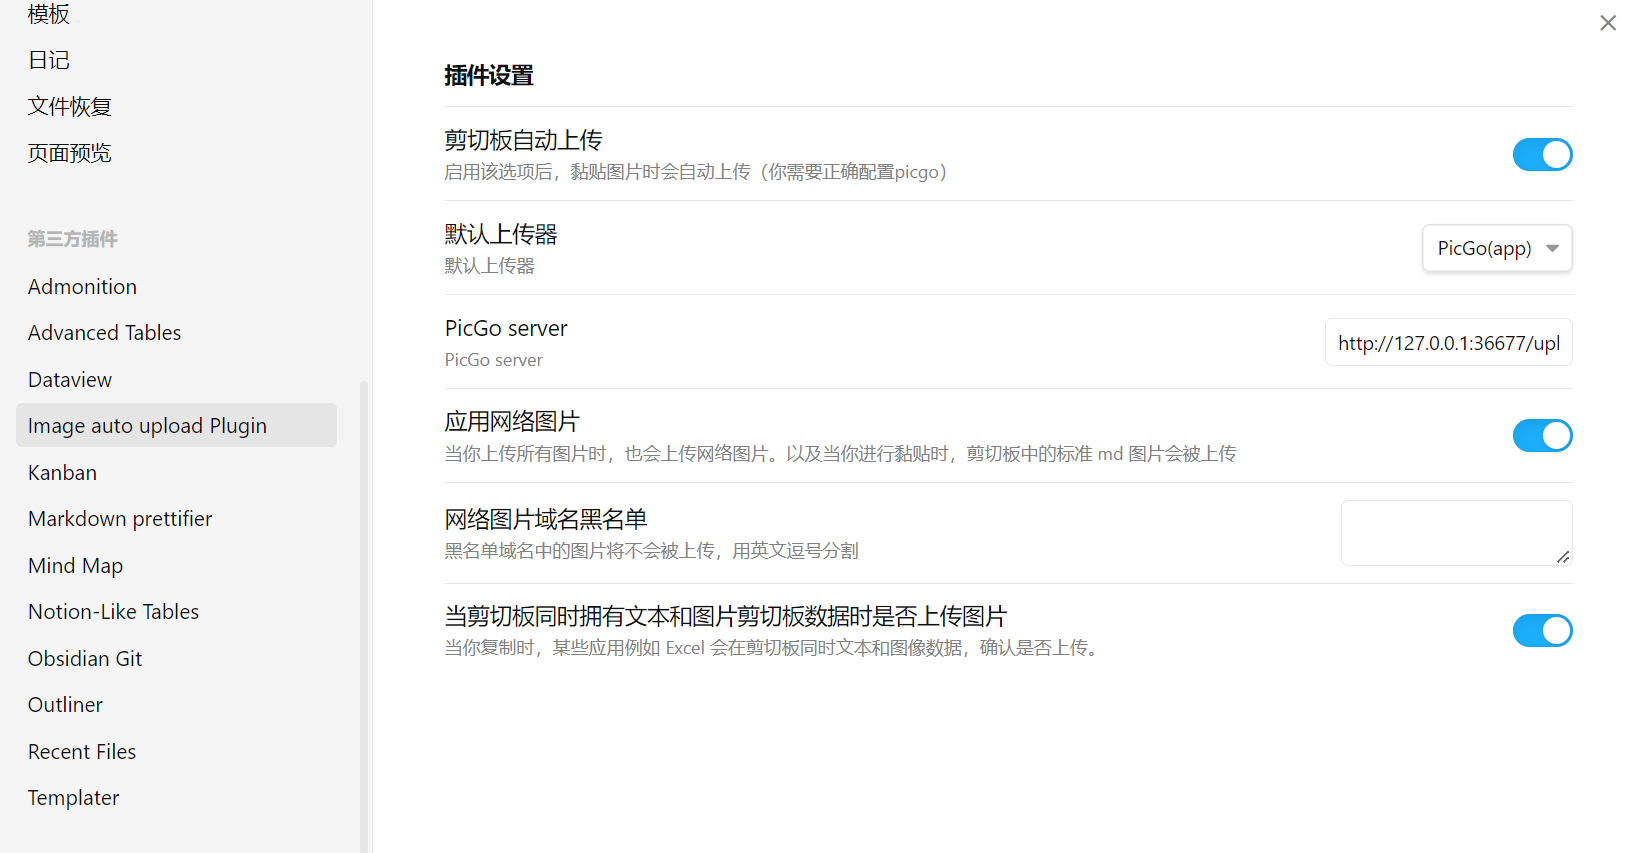 模板
日记
文件恢复
页面预览
第三方插件
Admonition
Advanced Tables
Dataview
Image auto upload Plugin
Kanban
Markdown prettifier
Mind Map
Notion-Like Tables
Obsidian Git
Outliner
Recent Files
Templater
插件设置
剪切板自动上传
启用该选项后，黏贴图片时会自动上传（你需要正确配置picgo）
默认上传器
默认上传器
PicGo(app)
PicGo server
PicGo server
http://127.0.0.1:36677/upl
应用网络图片
当你上传所有图片时，也会上传网络图片。以及当你进行黏贴时，剪切板中的标准 md 图片会被上传
网络图片域名黑名单
黑名单域名中的图片将不会被上传，用英文逗号分割
当剪切板同时拥有文本和图片剪切板数据时是否上传图片
当你复制时，某些应用例如 Excel 会在剪切板同时文本和图像数据，确认是否上传。